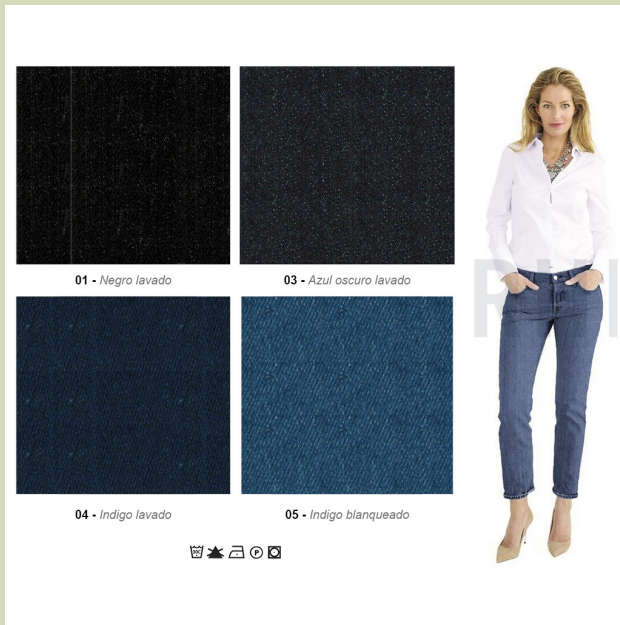 01 - Negro lavado
03 - Azul oscuro lavado
04 - Indigo lavado
05 - Indigo blanqueado
P